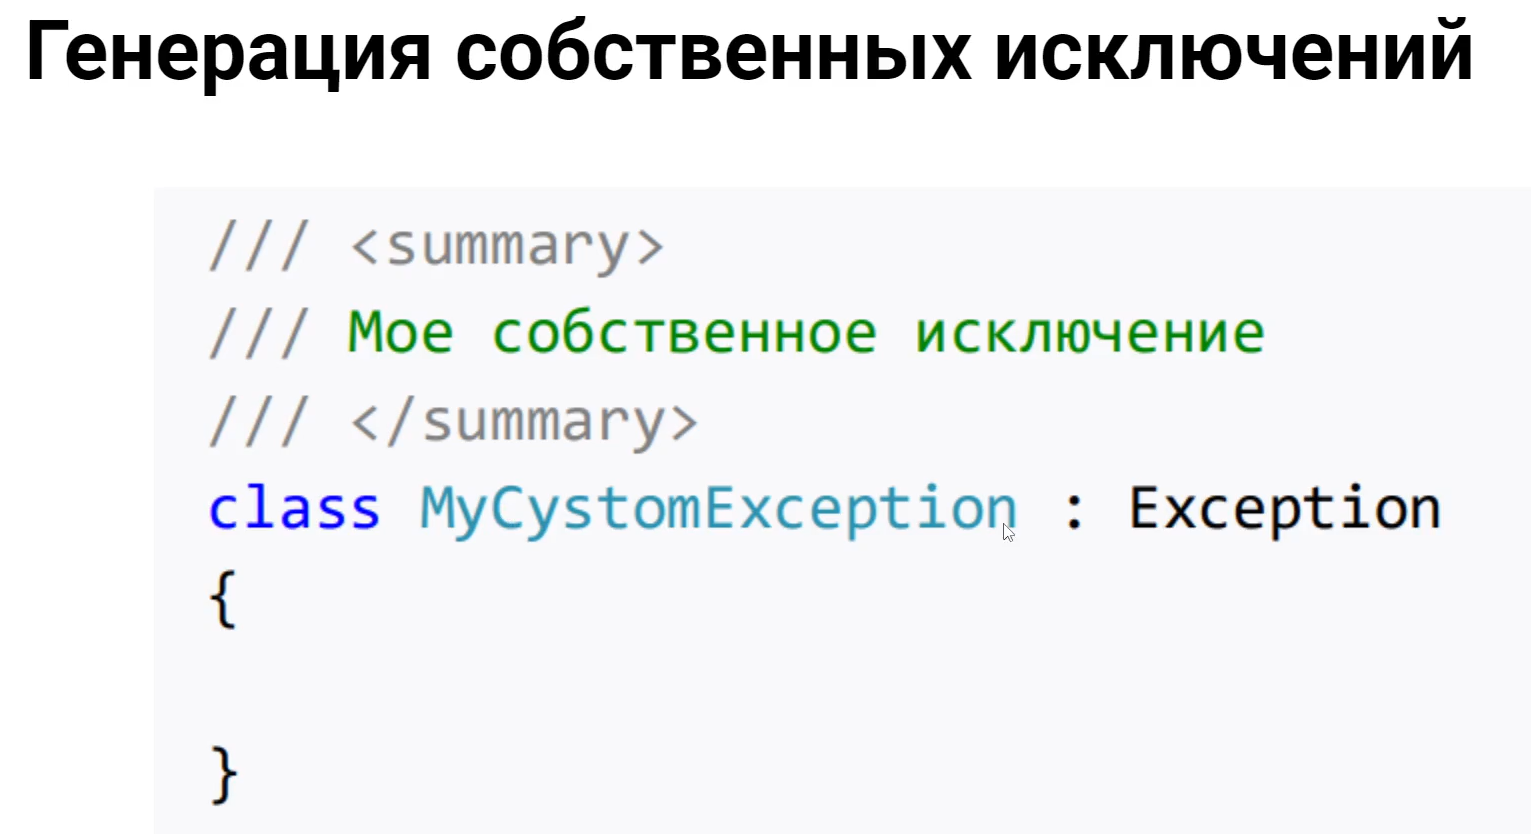 Генерация собственных исключений
/// <summary>
/// Мое собственное исключение
/// </summary>
class MyCystomException : Exception
{
}